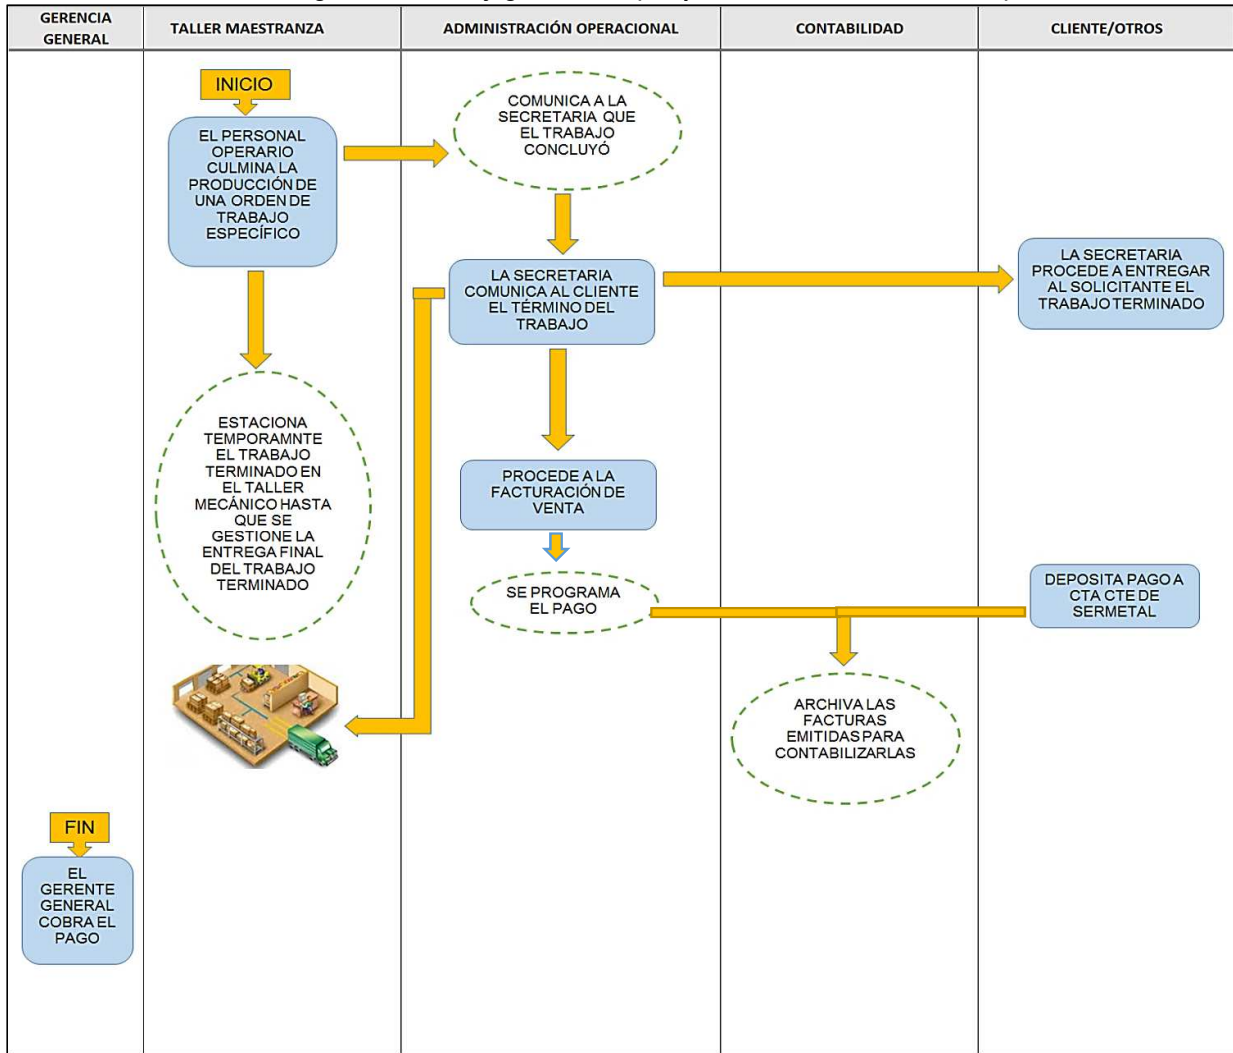 GERENCIA
GENERAL
TALLER MAESTRANZA
ADMINISTRACIÓN OPERACIONAL
CONTABILIDAD
CLIENTE/OTROS
INICIO
EL PERSONAL
OPERARIO
CULMINA LA
PRODUCCIÓN DE
UNA ORDEN DE
TRABAJO
ESPECÍFICO
COMUNICA A LA
SECRETARIA QUE
EL TRABAJO
CONCLUYÓ
LA SECRETARIA
COMUNICA AL CLIENTE
EL TÉRMINO DEL
TRABAJO
LA SECRETARIA
PROCEDE A ENTREGAR
AL SOLICITANTE EL
TRABAJO TERMINADO
ESTACIONA
TEMPORAMNTE
EL TRABAJO
TERMINADO EN
EL TALLER
MECÁNICO HASTA
QUE SE
GESTIONE LA
ENTREGA FINAL
DEL TRABAJO
TERMINADO
PROCEDE A LA
FACTURACIÓN DE
VENTA
SE PROGRAMA
EL PAGO
DEPOSITA PAGO A
CTA CTE DE
SERMETAL
ARCHIVA LAS
FACTURAS
EMITIDAS PARA
CONTABILIZARLAS
FIN
EL
GERENTE
GENERAL
COBRA EL
PAGO